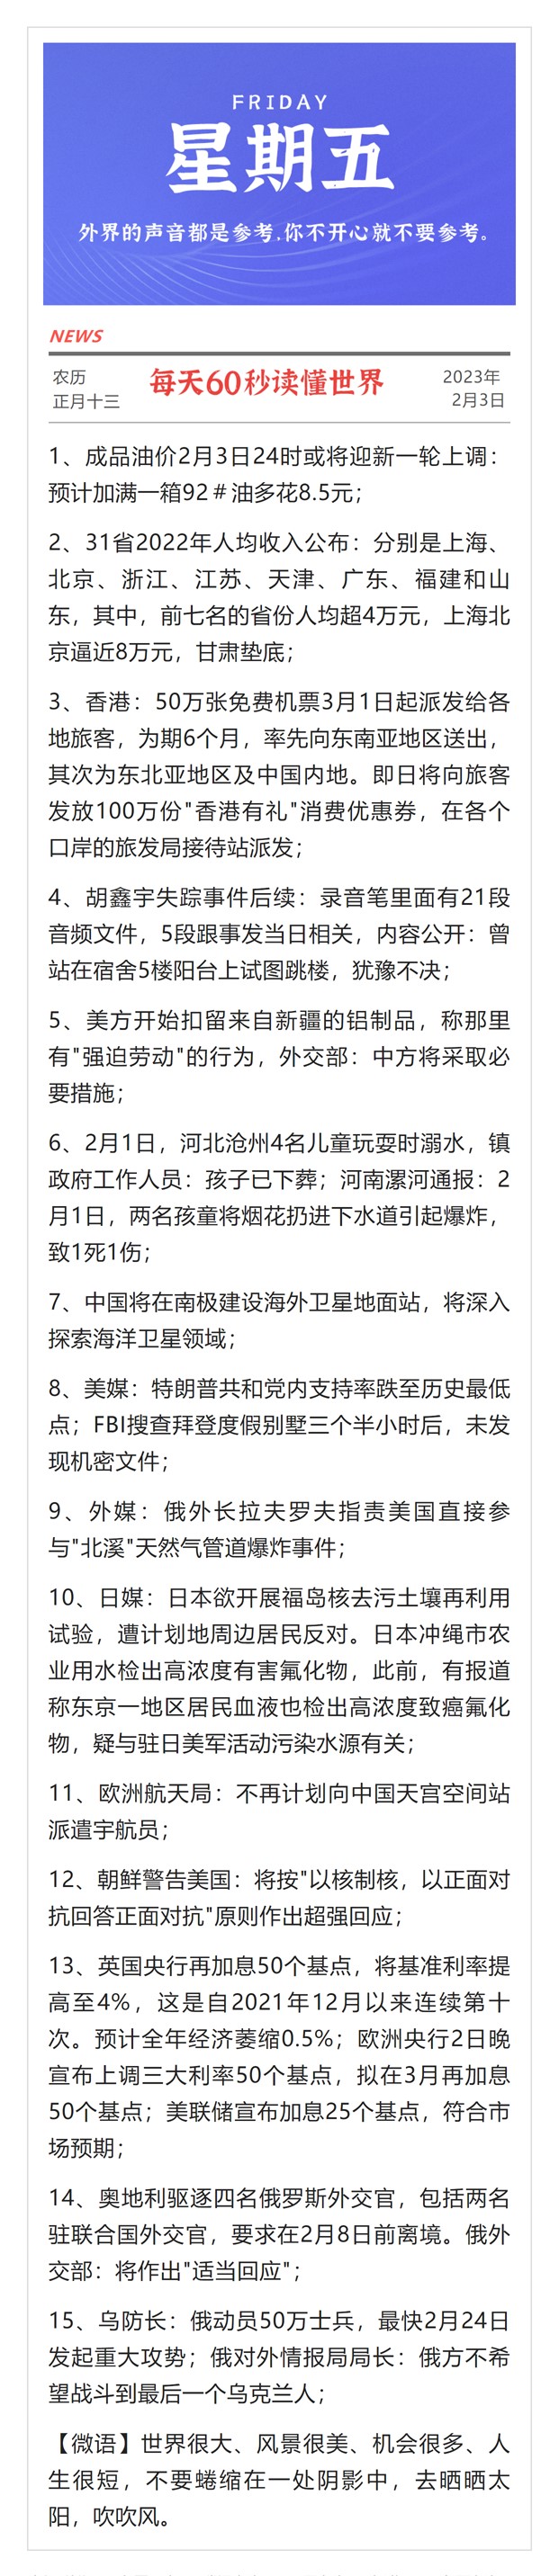 FRIDAY
星期五
外界的声音都是参考,你不开心就不要参考。
NEWS
农历
正月十三
每天60秒读懂世界
2023年
2月3日
1、成品油价2月3日24时或将迎新一轮上调：
预计加满一箱92＃油多花8.5元；
2、31省2022年人均收入公布：分别是上海、
北京、浙江、江苏、天津、广东、福建和山
东，其中，前七名的省份人均超4万元，上海北
京逼近8万元，甘肃垫底；
3、香港：50万张免费机票3月1日起派发给各
地旅客，为期6个月，率先向东南亚地区送出，
其次为东北亚地区及中国内地。即日将向旅客
发放100万份"香港有礼"消费优惠券，在各个
口岸的旅发局接待站派发；
4、胡鑫宇失踪事件后续：录音笔里面有21段
音频文件，5段跟事发当日相关，内容公开：曾
站在宿舍5楼阳台上试图跳楼，犹豫不决；
5、美方开始扣留来自新疆的铝制品，称那里
有"强迫劳动"的行为，外交部：中方将采取必
要措施；
6、2月1日，河北沧州4名儿童玩耍时溺水，镇
政府工作人员：孩子已下葬；河南漯河通报：2
月1日，两名孩童将烟花扔进下水道引起爆炸，
致1死1伤；
7、中国将在南极建设海外卫星地面站，将深入
探索海洋卫星领域；
8、美媒：特朗普共和党内支持率跌至历史最低
点；FBI搜查拜登度假别墅三个半小时后，未发
现机密文件；
9、外媒：俄外长拉夫罗夫指责美国直接参
与"北溪"天然气管道爆炸事件；
10、日媒：日本欲开展福岛核去污土壤再利用
试验，遭计划地周边居民反对。日本冲绳市农
业用水检出高浓度有害氟化物，此前，有报道
称东京一地区居民血液也检出高浓度致癌氟化
物，疑与驻日美军活动污染水源有关；
11、欧洲航天局：不再计划向中国天宫空间站
派遣宇航员；
12、朝鲜警告美国：将按"以核制核，以正面对
抗回答正面对抗"原则作出超强回应；
13、英国央行再加息50个基点，将基准利率提
高至4%，这是自2021年12月以来连续第十
次。预计全年经济萎缩0.5%；欧洲央行2日晚
宣布上调三大利率50个基点，拟在3月再加息
50个基点；美联储宣布加息25个基点，符合市
场预期；
14、奥地利驱逐四名俄罗斯外交官，包括两名
驻联合国外交官，要求在2月8日前离境。俄外
交部：将作出"适当回应"；
15、乌防长：俄动员50万士兵，最快2月24日
发起重大攻势；俄对外情报局局长：俄方不希
望战斗到最后一个乌克兰人；
【微语】世界很大、风景很美、机会很多、人
生很短，不要蜷缩在一处阴影中，去晒晒太
阳，吹吹风。